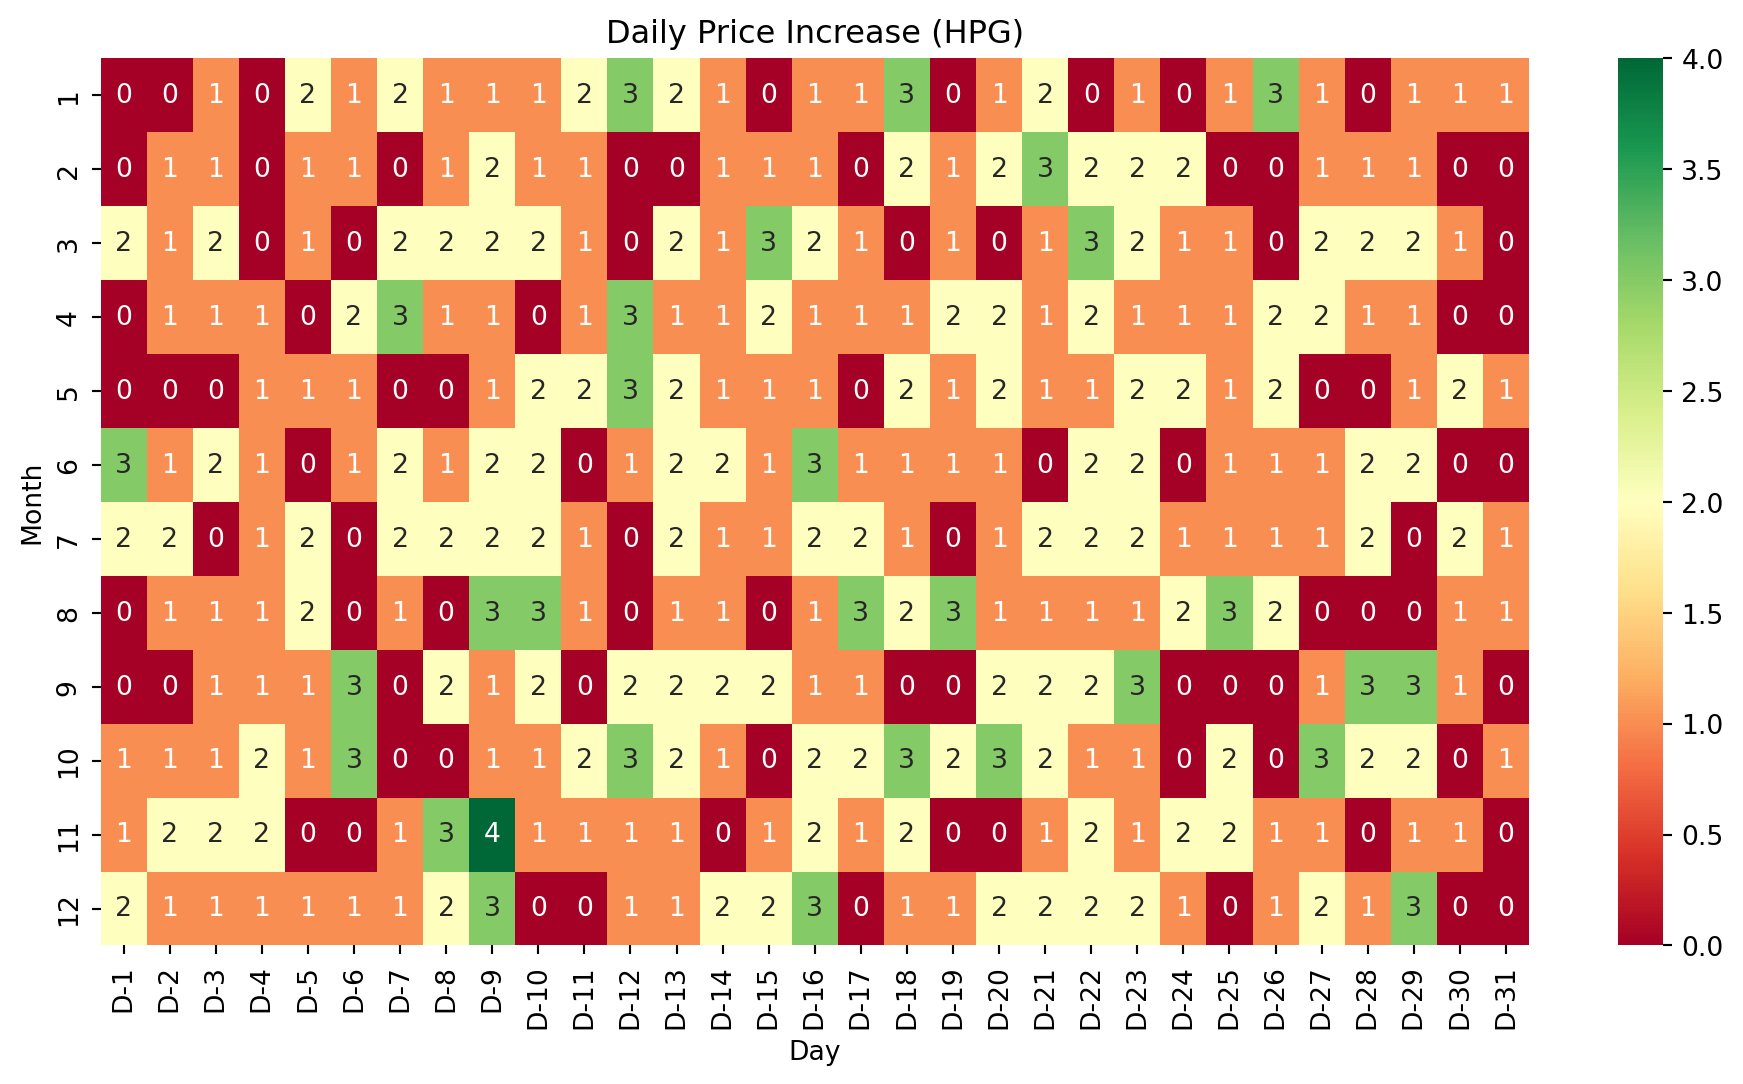 Daily Price Increase (HPG)
1 0 0 1 0 2 1 2 1 1 1 2 3 2 1 0 1 1 3 0 1 2 0 1 0 1 3 1 0 1 1 1
2 0 1 1 0 1 1 0 1 2 1 1 0 0 1 1 1 0 2 1 2 3 2 2 2 0 0 1 1 1 0 0
3 2 1 2 0 1 0 2 2 2 2 1 0 2 1 3 2 1 0 1 0 1 3 2 1 1 0 2 2 2 1 0
4 0 1 1 1 0 2 3 1 1 0 1 3 1 1 2 1 1 1 2 2 1 2 1 1 1 2 2 1 1 0 0
5 0 0 0 1 1 1 0 0 1 2 2 3 2 1 1 1 0 2 1 2 1 1 2 2 1 2 0 0 1 2 1
6 3 1 2 1 0 1 2 1 2 2 0 1 2 2 1 3 1 1 1 1 0 2 2 0 1 1 1 2 2 0 0
7 2 2 0 1 2 0 2 2 2 2 1 0 2 1 1 2 2 1 0 1 2 2 2 1 1 1 1 2 0 2 1
8 0 1 1 1 2 0 1 0 3 3 1 0 1 1 0 1 3 2 3 1 1 1 1 2 3 2 0 0 0 1 1
9 0 0 1 1 1 3 0 2 1 2 0 2 2 2 2 1 1 0 0 2 2 2 3 0 0 0 1 3 3 1 0
10 1 1 1 2 1 3 0 0 1 1 2 3 2 1 0 2 2 3 2 3 2 1 1 0 2 0 3 2 2 0 1
11 1 2 2 2 0 0 1 3 4 1 1 1 1 0 1 2 1 2 0 0 1 2 1 2 2 1 1 0 1 1 0
12 2 1 1 1 1 1 1 2 3 0 0 1 1 2 2 3 0 1 1 2 2 2 2 1 0 1 2 1 3 0 0
Month
D-1 D-2 D-3 D-4 D-5 D-6 D-7 D-8 D-9 D-10 D-11 D-12 D-13 D-14 D-15 D-16 D-17 D-18 D-19 D-20 D-21 D-22 D-23 D-24 D-25 D-26 D-27 D-28 D-29 D-30 D-31
Day
4.0
3.5
3.0
2.5
2.0
1.5
1.0
0.5
0.0